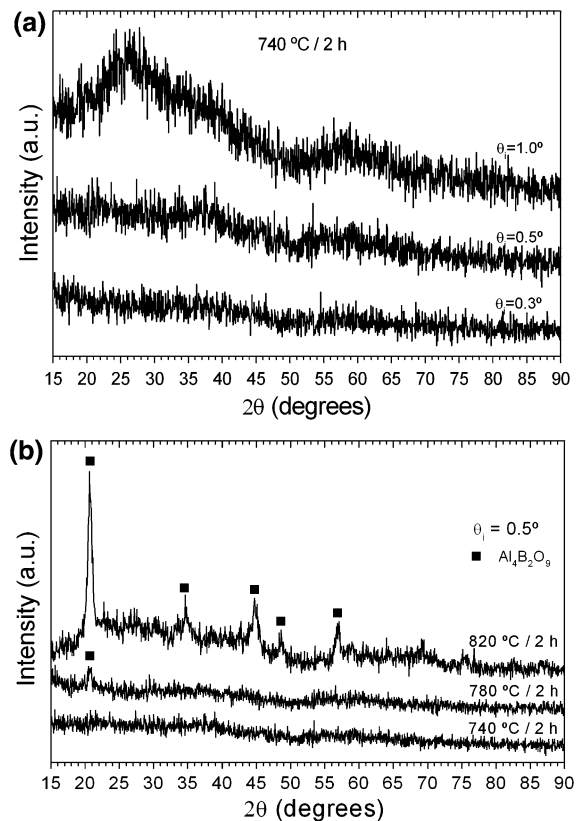 (a)
740 ºC / 2 h
θi=1.0º
θi=0.5º
θi=0.3º
Intensity (a.u.)
15 20 25 30 35 40 45 50 55 60 65 70 75 80 85 90
2θ (degrees)
(b)
θi = 0.5º
■ Al4B2O9
820 ºC / 2 h
780 ºC / 2 h
740 ºC / 2 h
Intensity (a.u.)
15 20 25 30 35 40 45 50 55 60 65 70 75 80 85 90
2θ (degrees)